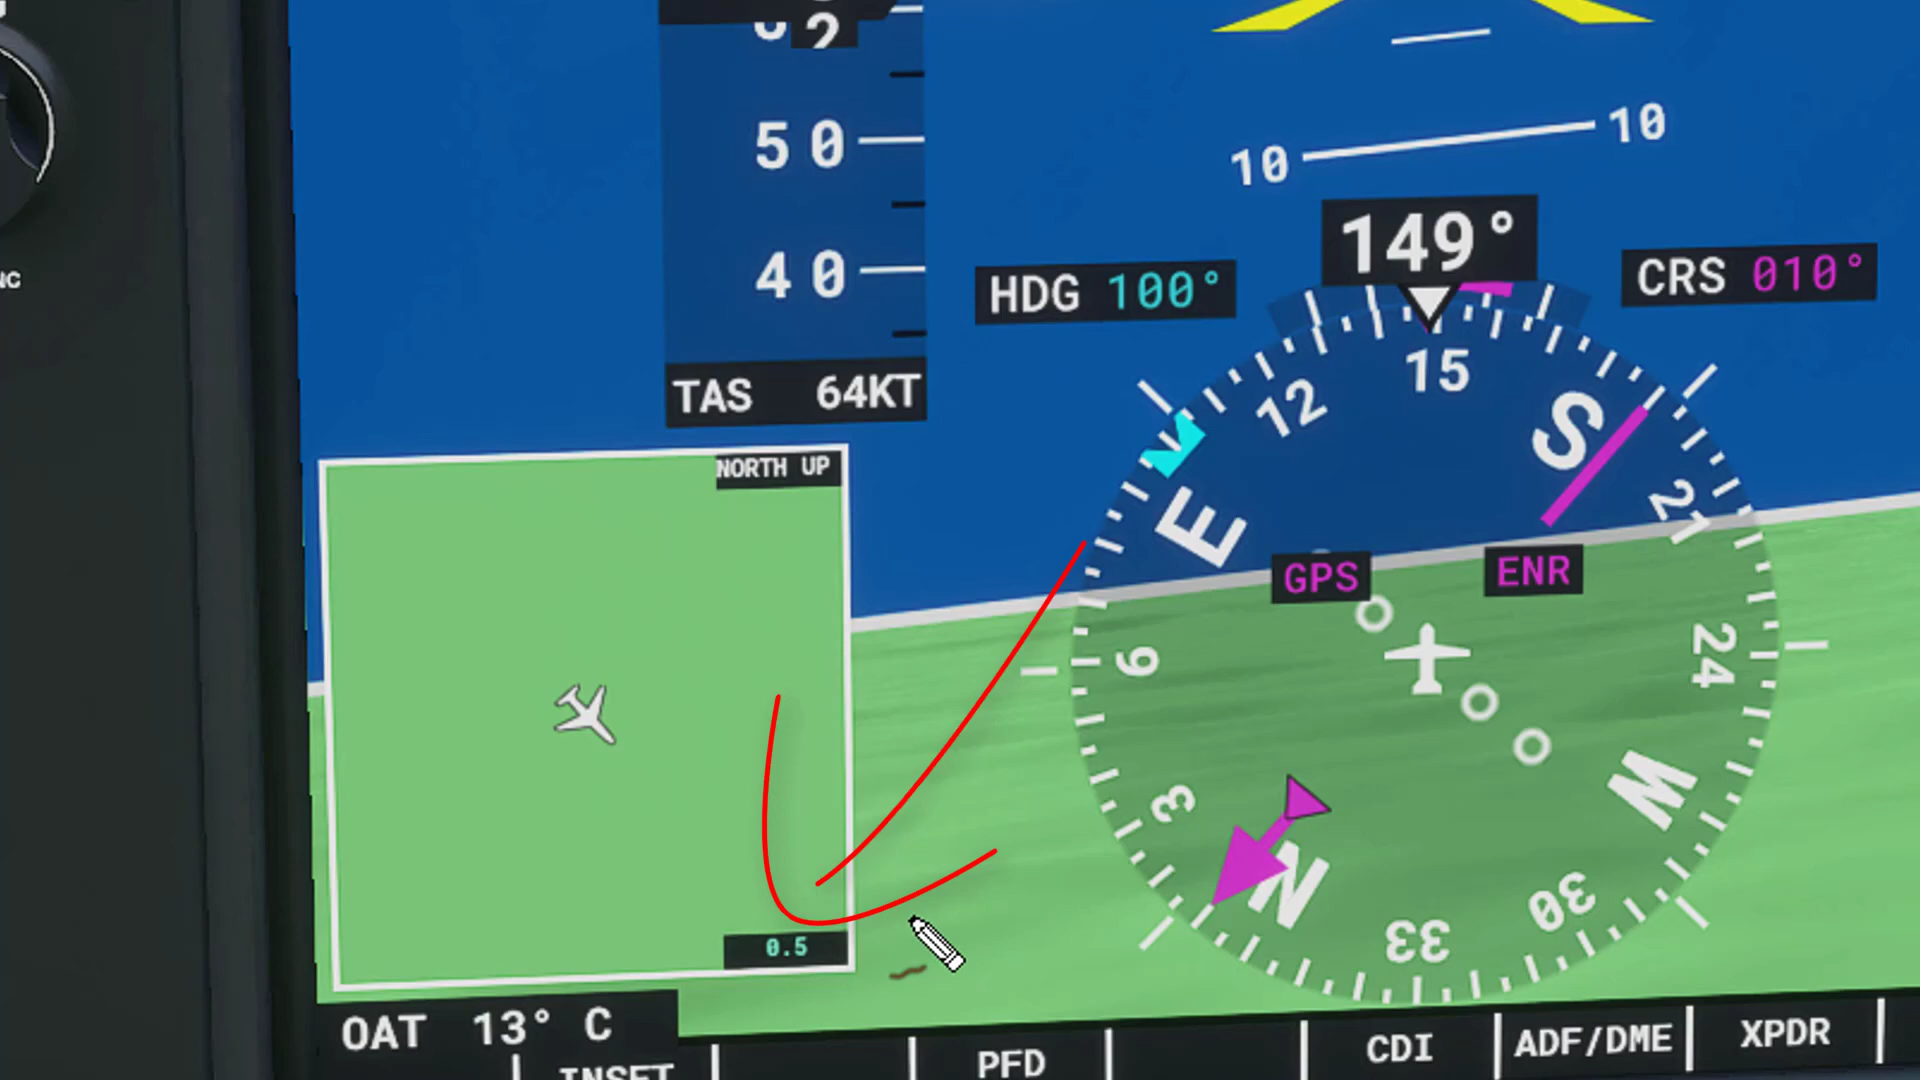 2
50
10 10
149°
40
HDG 100°
CRS 010°
TAS 64KT
12 15 S 21 24 W 30 33 N 3 6 E
NORTH UP
GPS ENR
0.5
OAT 13° C
INSET PFD CDI ADF/DME XPDR